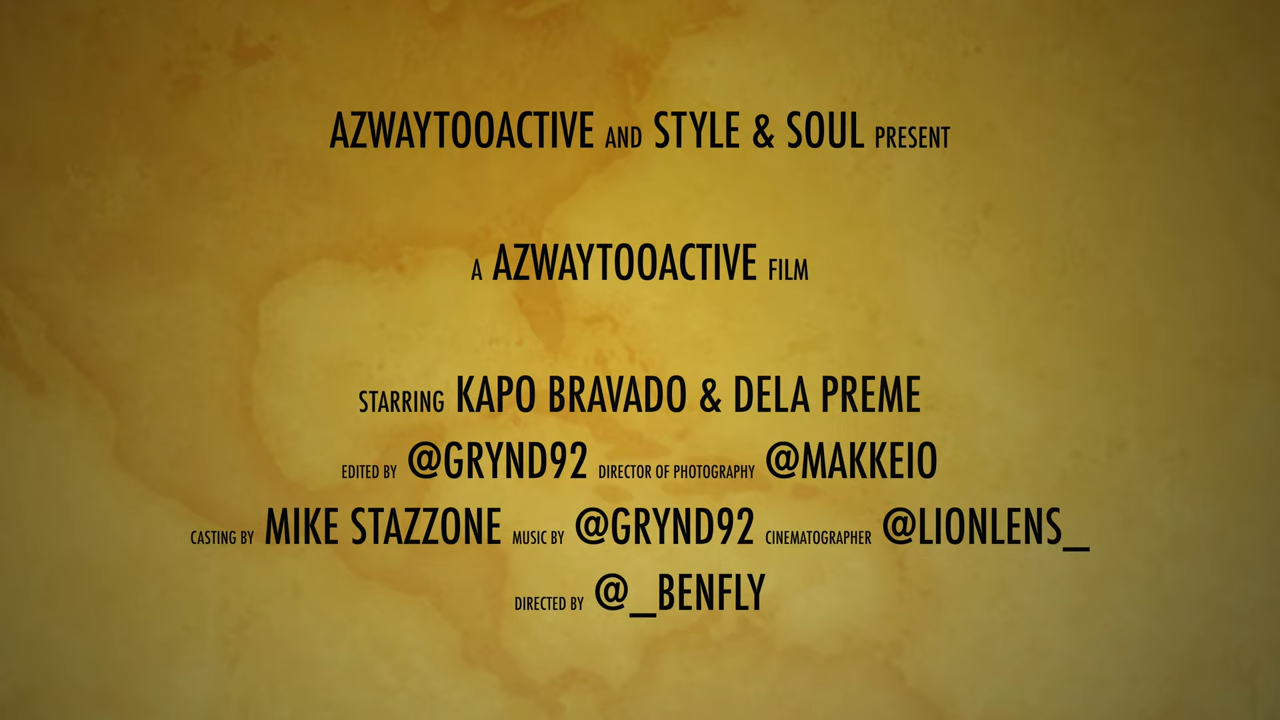 AZWAYTOOACTIVE AND STYLE & SOUL PRESENT
A AZWAYTOOACTIVE FILM
STARRING KAPO BRAVADO & DELA PREME
EDITED BY @GRYND92 DIRECTOR OF PHOTOGRAPHY @MAKKEIO
CASTING BY MIKE STAZZONE MUSIC BY @GRYND92 CINEMATOGRAPHER @LIONLENS_
DIRECTED BY @_BENFLY